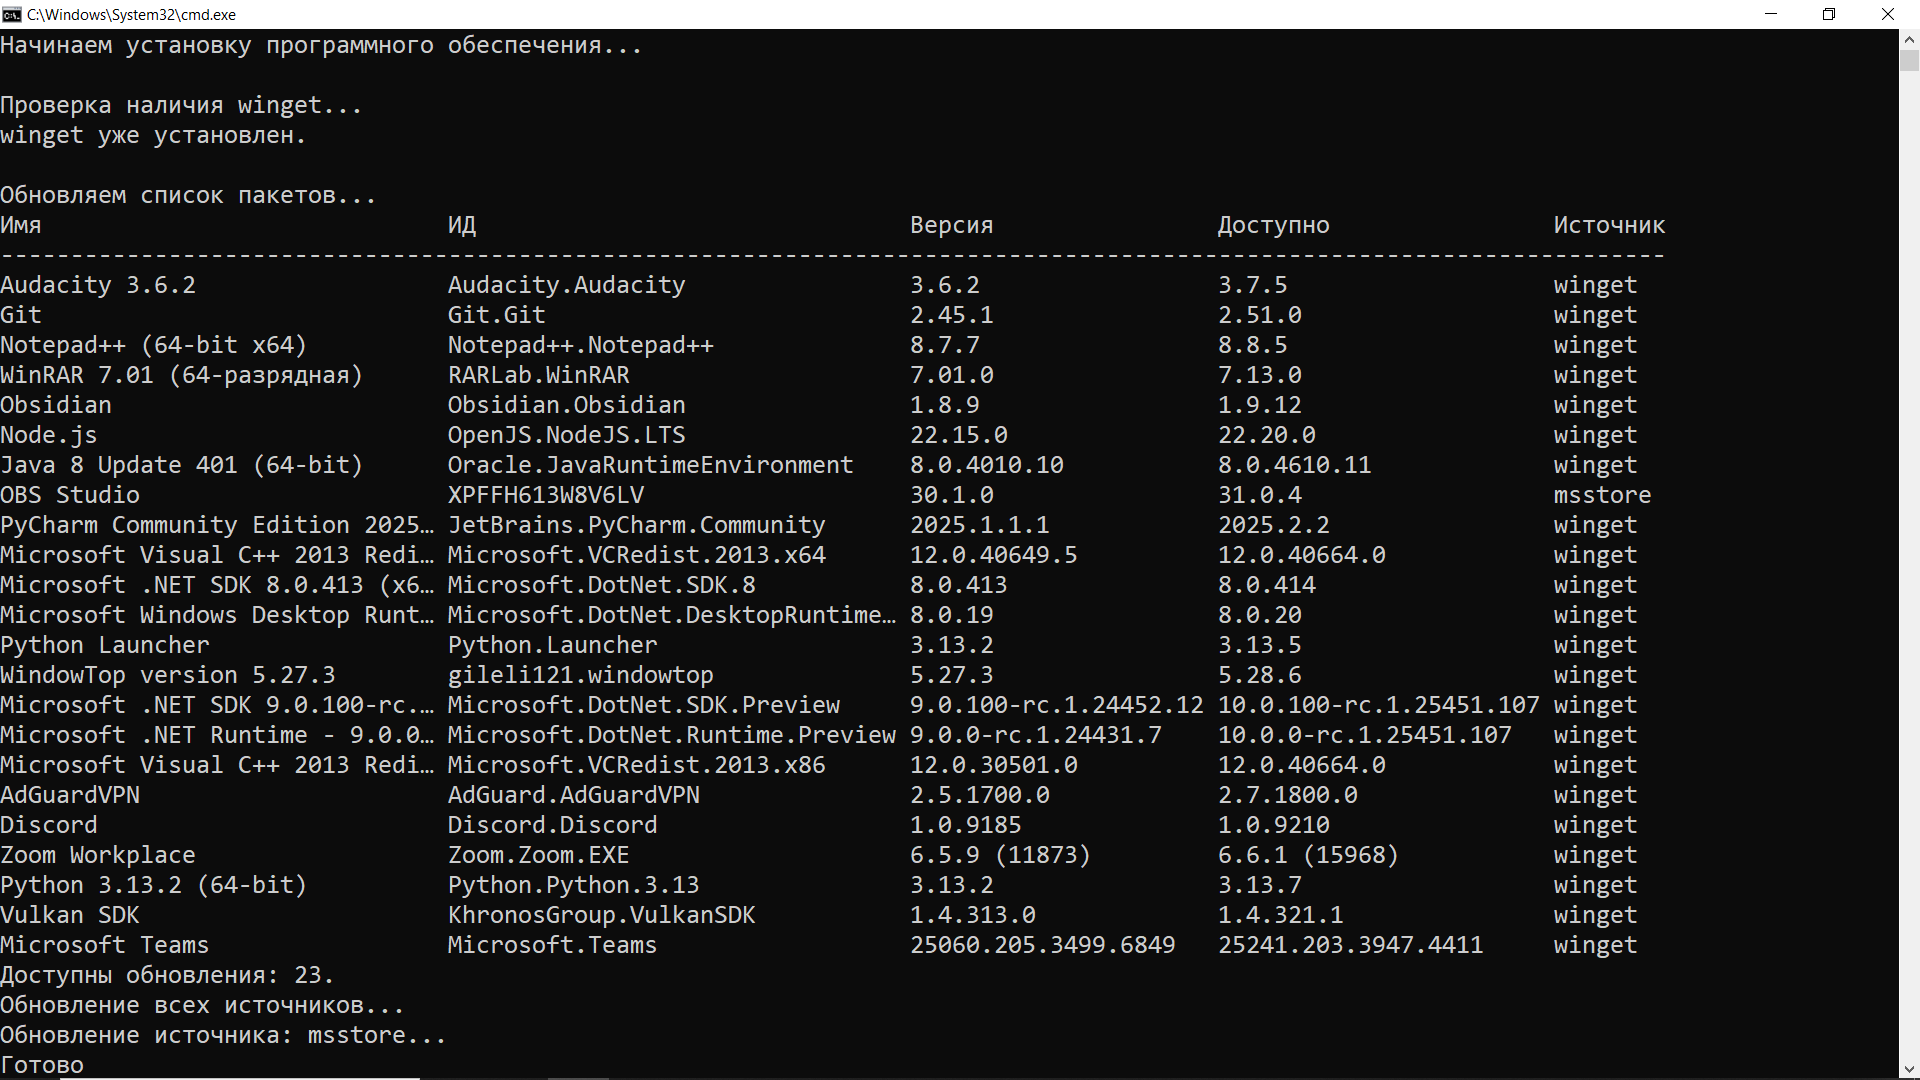 C:\Windows\System32\cmd.exe
Начинаем установку программного обеспечения...
Проверка наличия winget...
winget уже установлен.
Обновляем список пакетов...
Имя ИД Версия Доступно Источник
-----------------------------------------------------------------------------------------------------------------------
Audacity 3.6.2 Audacity.Audacity 3.6.2 3.7.5 winget
Git Git.Git 2.45.1 2.51.0 winget
Notepad++ (64-bit x64) Notepad++.Notepad++ 8.7.7 8.8.5 winget
WinRAR 7.01 (64-разрядная) RARLab.WinRAR 7.01.0 7.13.0 winget
Obsidian Obsidian.Obsidian 1.8.9 1.9.12 winget
Node.js OpenJS.NodeJS.LTS 22.15.0 22.20.0 winget
Java 8 Update 401 (64-bit) Oracle.JavaRuntimeEnvironment 8.0.4010.10 8.0.4610.11 winget
OBS Studio XPFFH613W8V6LV 30.1.0 31.0.4 msstore
PyCharm Community Edition 2025… JetBrains.PyCharm.Community 2025.1.1.1 2025.2.2 winget
Microsoft Visual C++ 2013 Redi… Microsoft.VCRedist.2013.x64 12.0.40649.5 12.0.40664.0 winget
Microsoft .NET SDK 8.0.413 (x6… Microsoft.DotNet.SDK.8 8.0.413 8.0.414 winget
Microsoft Windows Desktop Runt… Microsoft.DotNet.DesktopRuntime… 8.0.19 8.0.20 winget
Python Launcher Python.Launcher 3.13.2 3.13.5 winget
WindowTop version 5.27.3 gileli121.windowtop 5.27.3 5.28.6 winget
Microsoft .NET SDK 9.0.100-rc.… Microsoft.DotNet.SDK.Preview 9.0.100-rc.1.24452.12 10.0.100-rc.1.25451.107 winget
Microsoft .NET Runtime - 9.0.0… Microsoft.DotNet.Runtime.Preview 9.0.0-rc.1.24431.7 10.0.0-rc.1.25451.107 winget
Microsoft Visual C++ 2013 Redi… Microsoft.VCRedist.2013.x86 12.0.30501.0 12.0.40664.0 winget
AdGuardVPN AdGuard.AdGuardVPN 2.5.1700.0 2.7.1800.0 winget
Discord Discord.Discord 1.0.9185 1.0.9210 winget
Zoom Workplace Zoom.Zoom.EXE 6.5.9 (11873) 6.6.1 (15968) winget
Python 3.13.2 (64-bit) Python.Python.3.13 3.13.2 3.13.7 winget
Vulkan SDK KhronosGroup.VulkanSDK 1.4.313.0 1.4.321.1 winget
Microsoft Teams Microsoft.Teams 25060.205.3499.6849 25241.203.3947.4411 winget
Доступны обновления: 23.
Обновление всех источников...
Обновление источника: msstore...
Готово